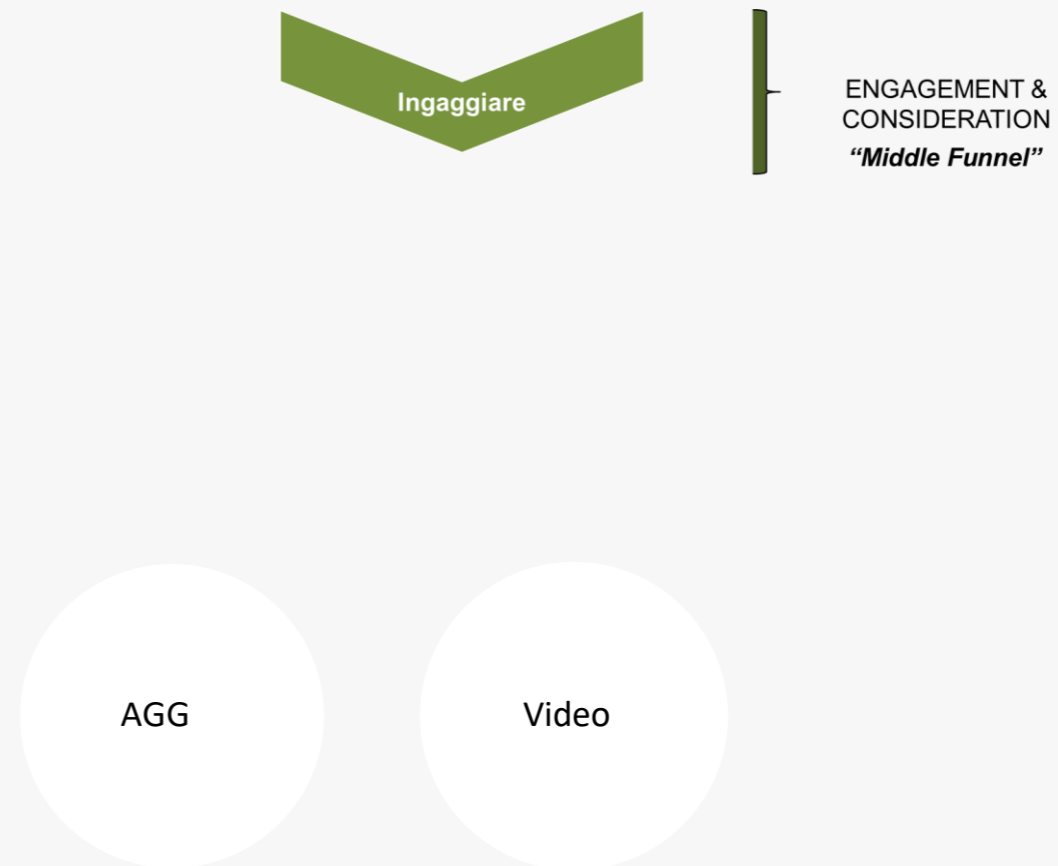 Ingaggiare
ENGAGEMENT &
CONSIDERATION
“Middle Funnel”
AGG
Video